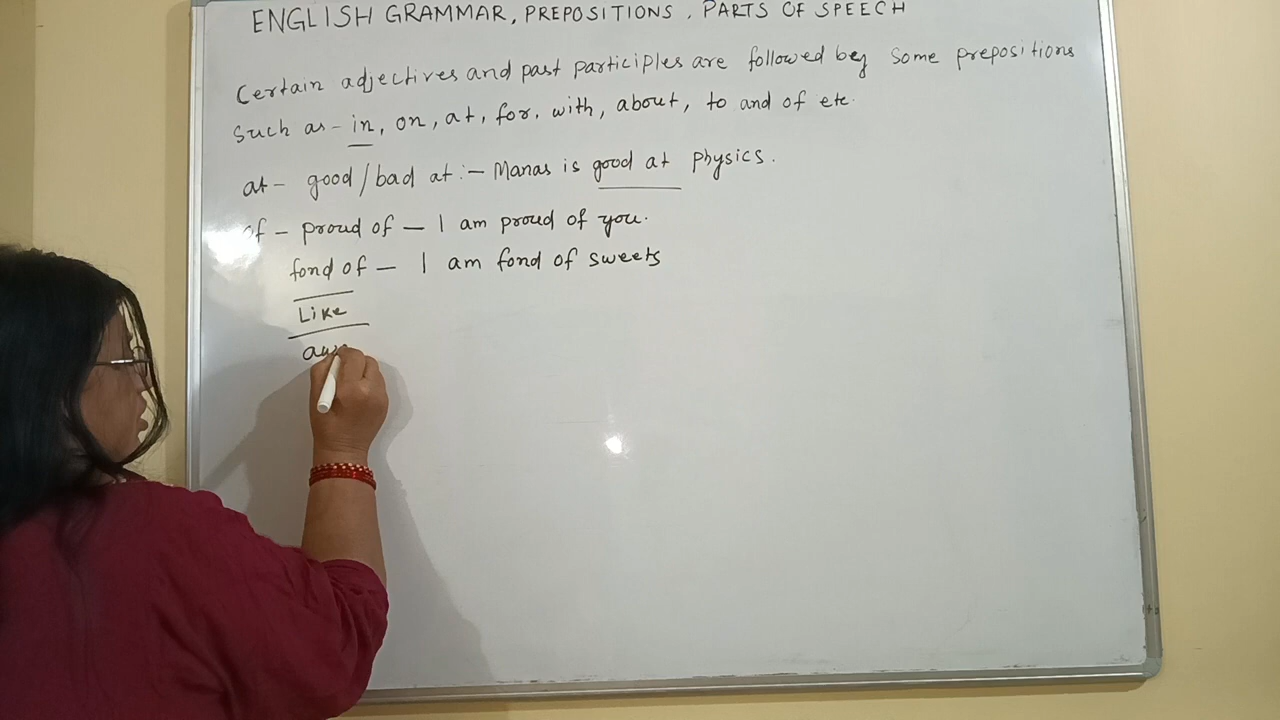 ENGLISH GRAMMAR, PREPOSITIONS, PARTS OF SPEECH
Certain adjectives and past participles are followed by some prepositions
Such as - in, on, at, for, with, about, to and of etc.
at - good/bad at :- Manas is good at physics.
of - proud of - I am proud of you.
fond of - I am fond of sweets
Like